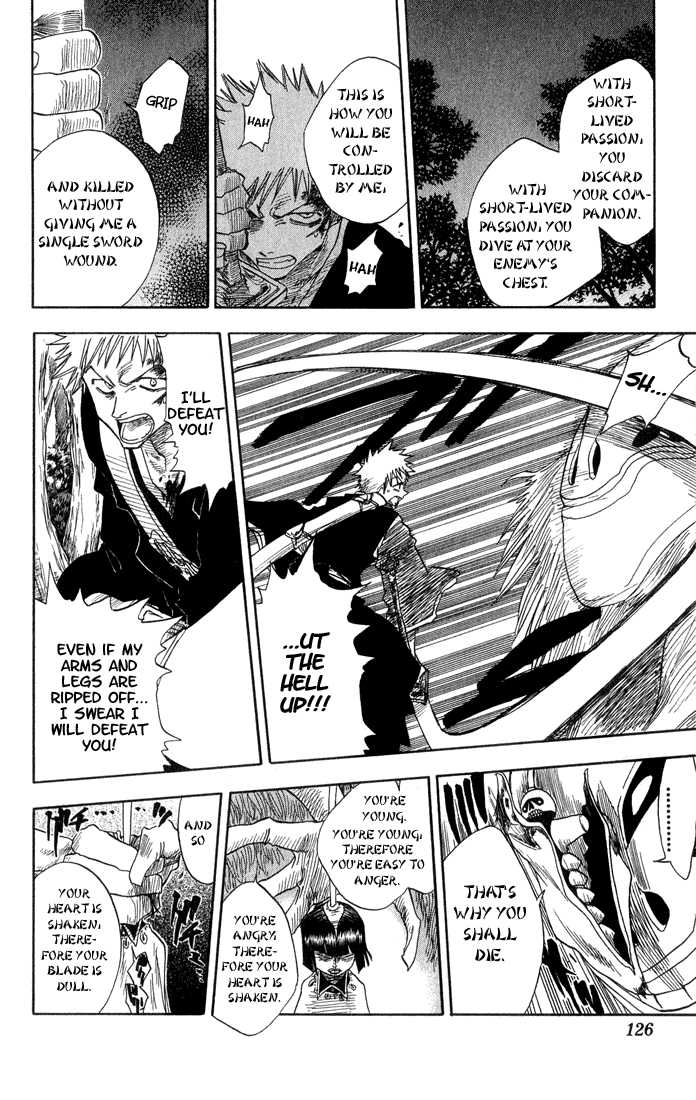 WITH
SHORT-
LIVED
PASSION,
YOU
DISCARD
YOUR COM-
PANION.
WITH
SHORT-LIVED
PASSION, YOU
DIVE AT YOUR
ENEMY'S
CHEST.
THIS IS
HOW YOU
WILL BE
CON-
TROLLED
BY ME,
HAH
HAH
GRIP
AND KILLED
WITHOUT
GIVING ME A
SINGLE SWORD
WOUND.
SH...
...UT
THE
HELL
UP!!!
I'LL
DEFEAT
YOU!
EVEN IF MY
ARMS AND
LEGS ARE
RIPPED OFF...
I SWEAR I
WILL DEFEAT
YOU!
.........
THAT'S
WHY YOU
SHALL
DIE.
YOU'RE
YOUNG.
YOU'RE YOUNG,
THEREFORE
YOU'RE EASY TO
ANGER.
YOU'RE
ANGRY,
THERE-
FORE YOUR
HEART IS
SHAKEN.
AND
SO
YOUR
HEART IS
SHAKEN,
THERE-
FORE YOUR
BLADE IS
DULL.
126